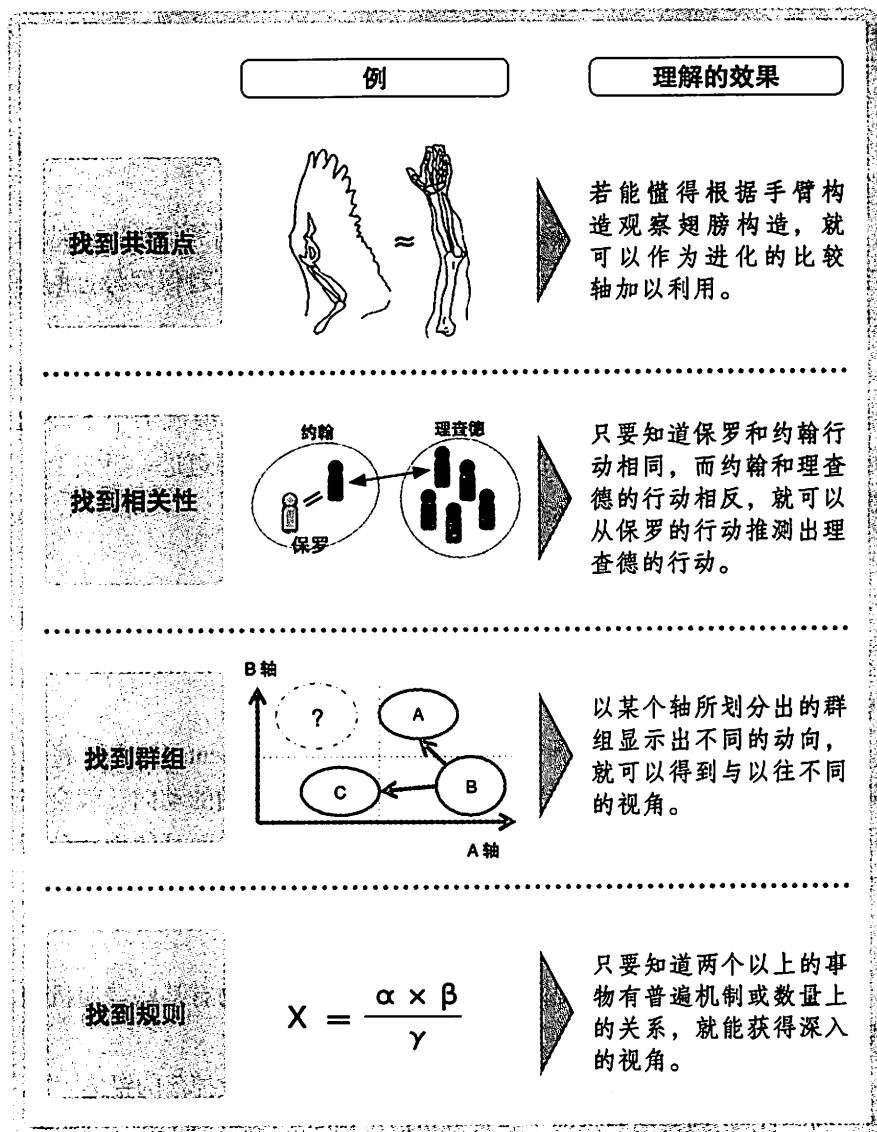 例
理解的效果
找到共通点
≈
若能懂得根据手臂构
造观察翅膀构造，就
可以作为进化的比较
轴加以利用。
找到相关性
约翰
理查德
保罗
只要知道保罗和约翰行
动相同，而约翰和理查
德的行动相反，就可以
从保罗的行动推测出理
查德的行动。
找到群组
B 轴
?
A
C
B
A 轴
以某个轴所划分出的群
组显示出不同的动向，
就可以得到与以往不同
的视角。
找到规则
X = α × β / γ
只要知道两个以上的事
物有普遍机制或数量上
的关系，就能获得深入
的视角。